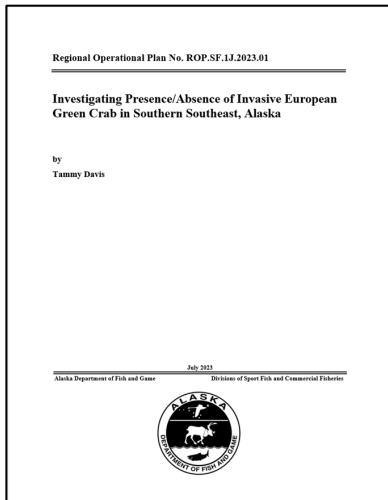 Regional Operational Plan No. ROP.SF.1J.2023.01
Investigating Presence/Absence of Invasive European
Green Crab in Southern Southeast, Alaska
by
Tammy Davis
July 2023
Alaska Department of Fish and Game Divisions of Sport Fish and Commercial Fisheries
ALASKA
DEPARTMENT OF FISH AND GAME